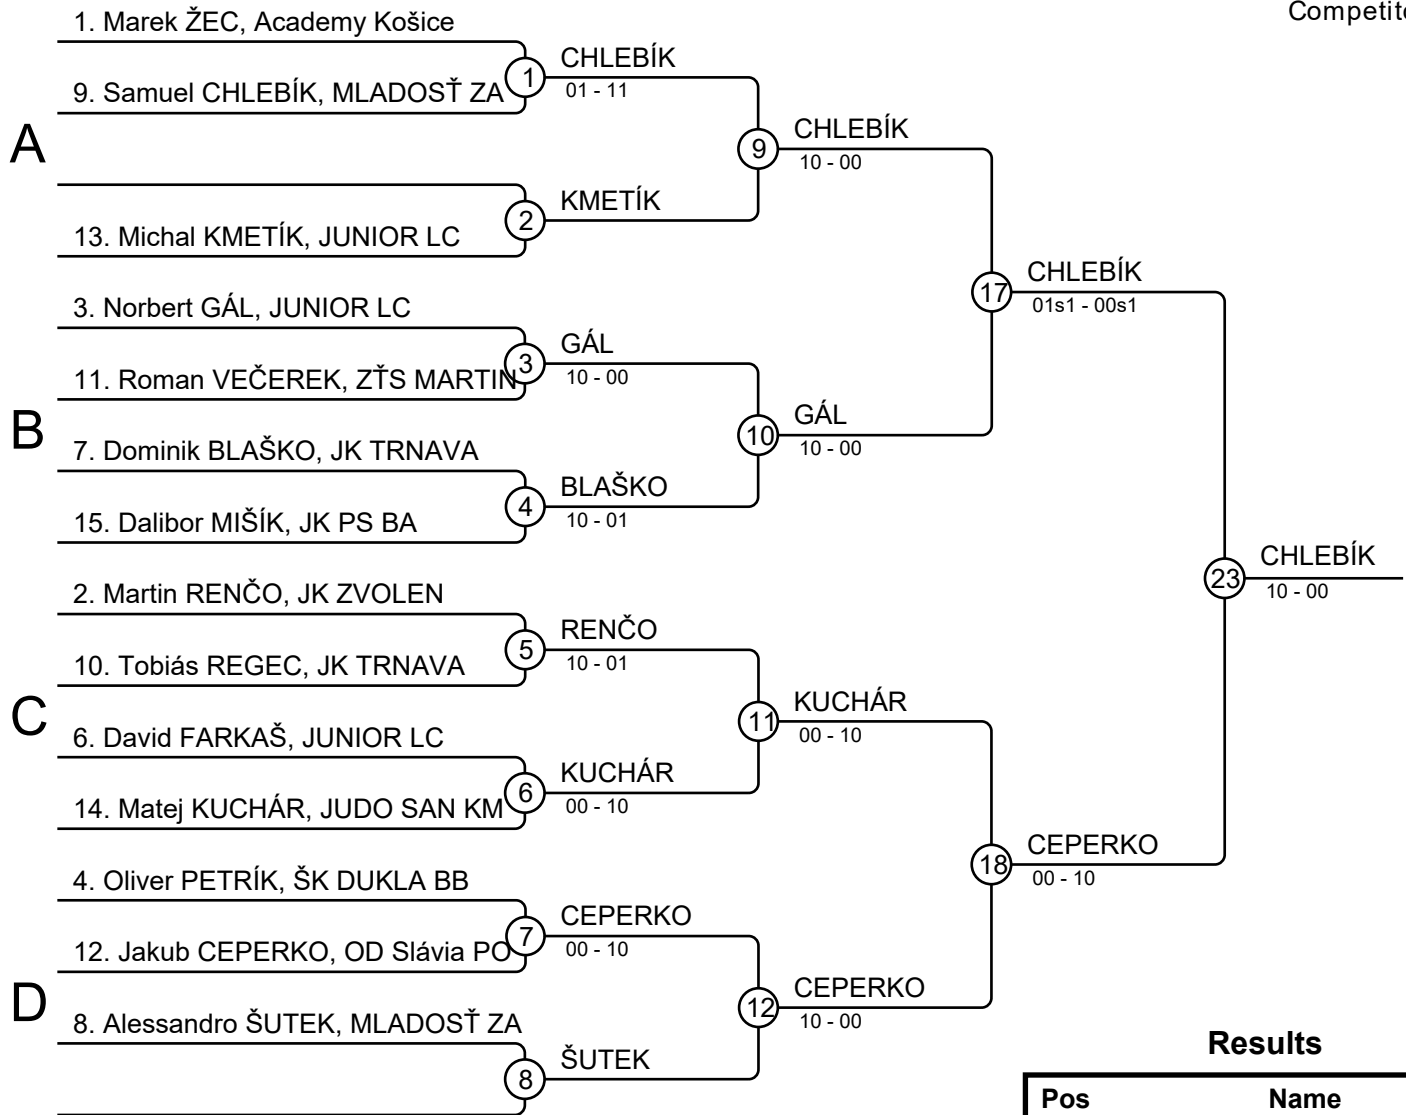 Competit
1. Marek ŽEC, Academy Košice
CHLEBÍK
1
01 - 11
9. Samuel CHLEBÍK, MLADOSŤ ZA
A
CHLEBÍK
9
10 - 00
KMETÍK
2
13. Michal KMETÍK, JUNIOR LC
CHLEBÍK
17
01s1 - 00s1
3. Norbert GÁL, JUNIOR LC
GÁL
3
10 - 00
11. Roman VEČEREK, ZŤS MARTIN
B
GÁL
10
10 - 00
7. Dominik BLAŠKO, JK TRNAVA
BLAŠKO
4
10 - 01
15. Dalibor MIŠÍK, JK PS BA
CHLEBÍK
23
10 - 00
2. Martin RENČO, JK ZVOLEN
RENČO
5
10 - 01
10. Tobiás REGEC, JK TRNAVA
C
KUCHÁR
11
00 - 10
6. David FARKAŠ, JUNIOR LC
KUCHÁR
6
00 - 10
14. Matej KUCHÁR, JUDO SAN KM
CEPERKO
18
00 - 10
4. Oliver PETRÍK, ŠK DUKLA BB
CEPERKO
7
00 - 10
12. Jakub CEPERKO, OD Slávia PO
D
CEPERKO
12
10 - 00
8. Alessandro ŠUTEK, MLADOSŤ ZA
ŠUTEK
8
Results
Pos Name